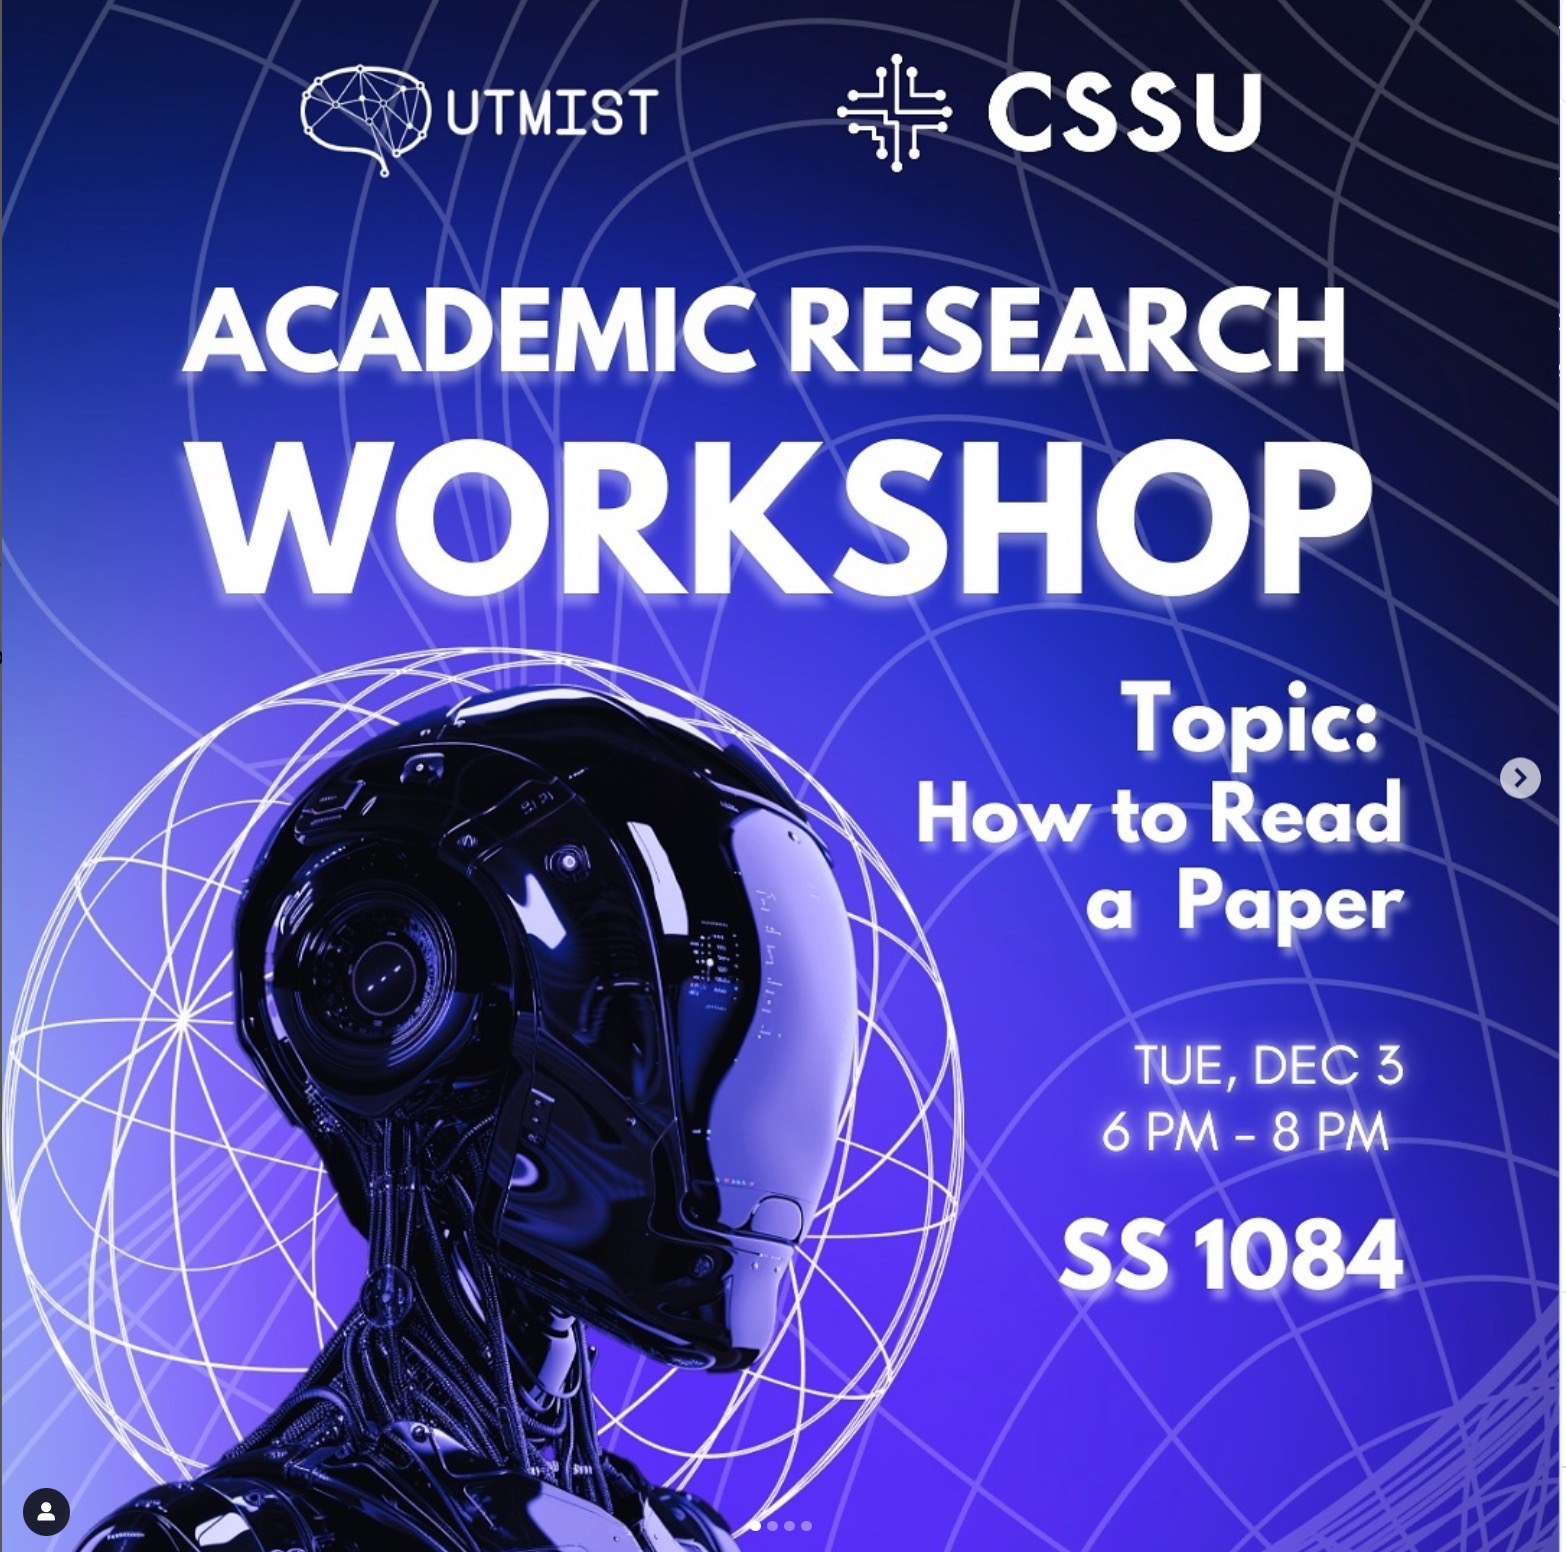 UTMIST
CSSU
ACADEMIC RESEARCH
WORKSHOP
Topic:
How to Read
a Paper
TUE, DEC 3
6 PM – 8 PM
SS 1084